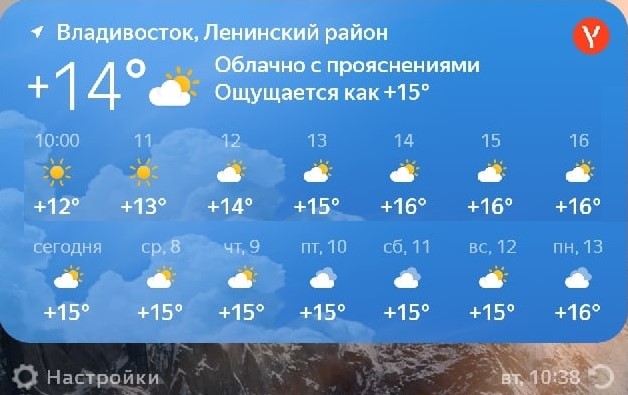 Владивосток, Ленинский район
+14°
Облачно с прояснениями
Ощущается как +15°
10:00 11 12 13 14 15 16
+12° +13° +14° +15° +16° +16° +16°
сегодня ср, 8 чт, 9 пт, 10 сб, 11 вс, 12 пн, 13
+15° +15° +15° +15° +15° +15° +16°
Настройки вт, 10:38